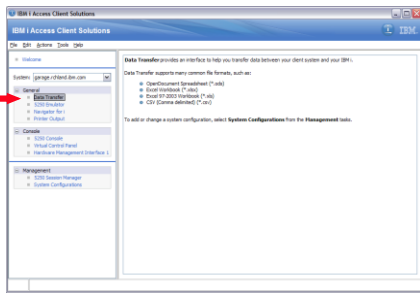 IBM i Access Client Solutions
IBM i Access Client Solutions
IBM.
File Edit Actions Tools Help
Welcome
System: garage.rchland.ibm.com
General
Data Transfer
5250 Emulator
Navigator for i
Printer Output
Console
5250 Console
Virtual Control Panel
Hardware Management Interface 1
Management
5250 Session Manager
System Configurations
Data Transfer provides an interface to help you transfer data between your client system and your IBM i.
Data Transfer supports many common file formats, such as:
OpenDocument Spreadsheet (*.ods)
Excel Workbook (*.xlsx)
Excel 97-2003 Workbook (*.xls)
CSV (Comma delimited) (*.csv)
To add or change a system configuration, select System Configurations from the Management tasks.